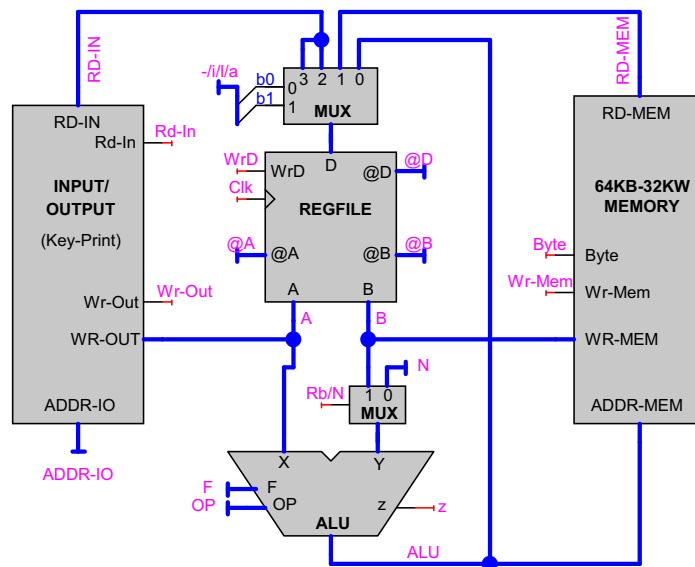 RD-IN
RD-MEM
-/i/l/a
b0
b1
0
1
3 2 1 0
MUX
RD-IN
Rd-In
Rd-In
INPUT/
OUTPUT
(Key-Print)
Wr-Out
Wr-Out
WR-OUT
ADDR-IO
ADDR-IO
D
WrD
WrD
Clk
@D
@D
REGFILE
@A
@A
@B
@B
A
B
A
B
RD-MEM
64KB-32KW
MEMORY
Byte
Byte
Wr-Mem
Wr-Mem
WR-MEM
ADDR-MEM
N
Rb/N
1 0
MUX
X
Y
F
F
OP
OP
z
z
ALU
ALU